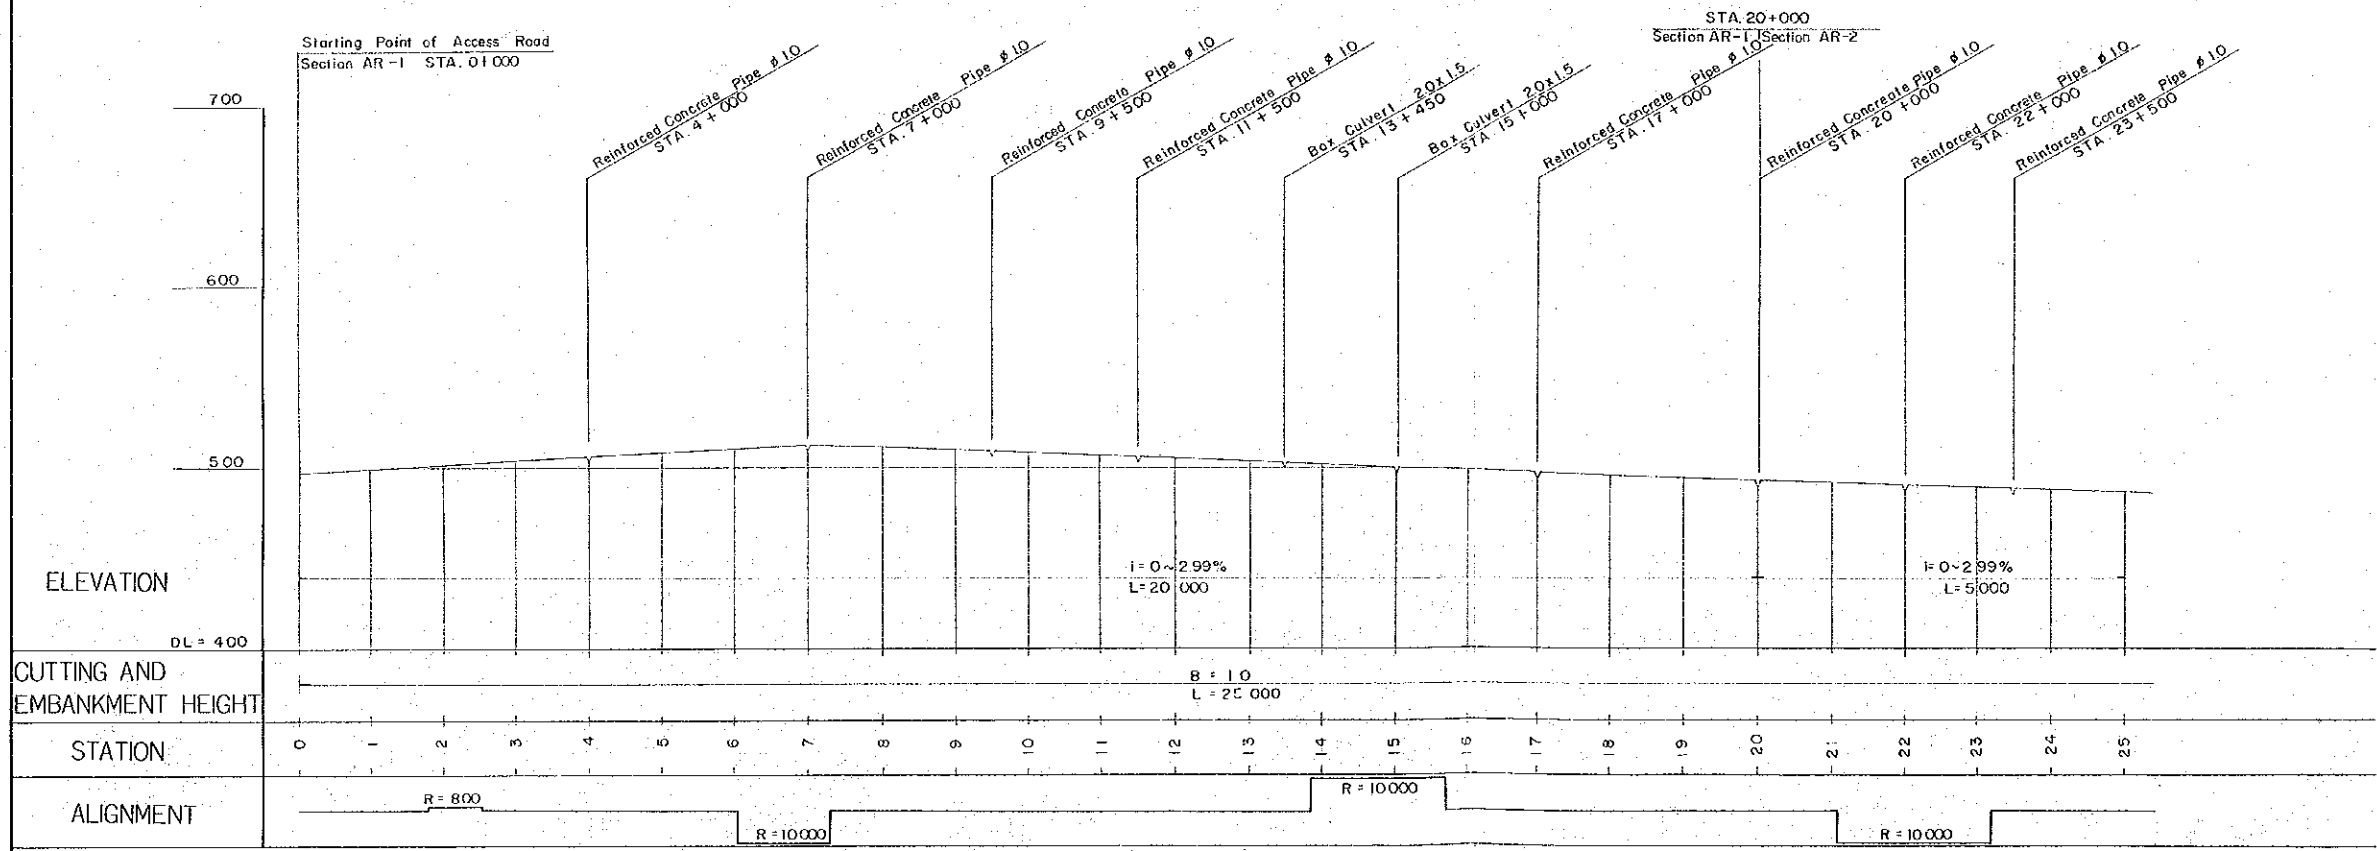 STA. 20+000
Section AR-1 Section AR-2
Starting Point of Access Road
Section AR-1 STA. 0+000
Reinforced Concrete Pipe ø 1.0
STA. 4+000
Reinforced Concrete Pipe ø 1.0
STA. 7+000
Reinforced Concrete Pipe ø 1.0
STA. 9+500
Reinforced Concrete Pipe ø 1.0
STA. 11+500
Box Culvert 2.0x1.5
STA. 13+450
Box Culvert 2.0x1.5
STA. 15+000
Reinforced Concrete Pipe ø 1.0
STA. 17+000
Reinforced Concreate Pipe ø 1.0
STA. 20+000
Reinforced Concrete Pipe ø 1.0
STA. 22+000
Reinforced Concrete Pipe ø 1.0
STA. 23+500
700
600
500
ELEVATION
i=0~2.99%
L=20 000
i=0~2.99%
L=5000
DL=400
CUTTING AND
EMBANKMENT HEIGHT
B = 1.0
L = 25 000
STATION
0 1 2 3 4 5 6 7 8 9 10 11 12 13 14 15 16 17 18 19 20 21 22 23 24 25
ALIGNMENT
R = 800
R = 10000
R = 10000
R = 10000